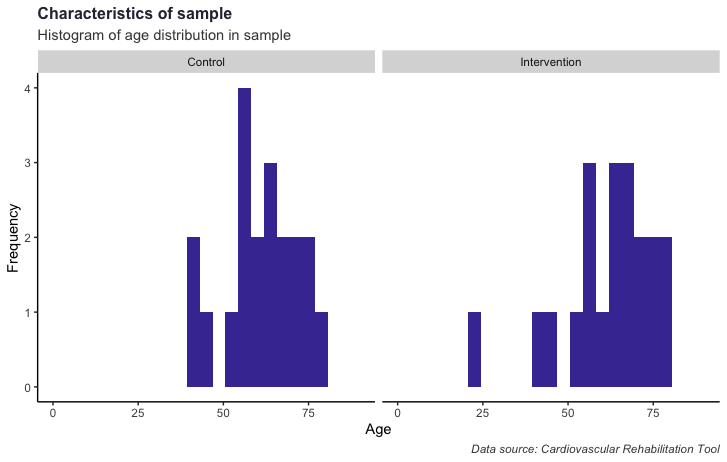 Characteristics of sample
Histogram of age distribution in sample
Control
Intervention
4
3
2
1
0
Frequency
0 25 50 75
0 25 50 75
Age
Data source: Cardiovascular Rehabilitation Tool